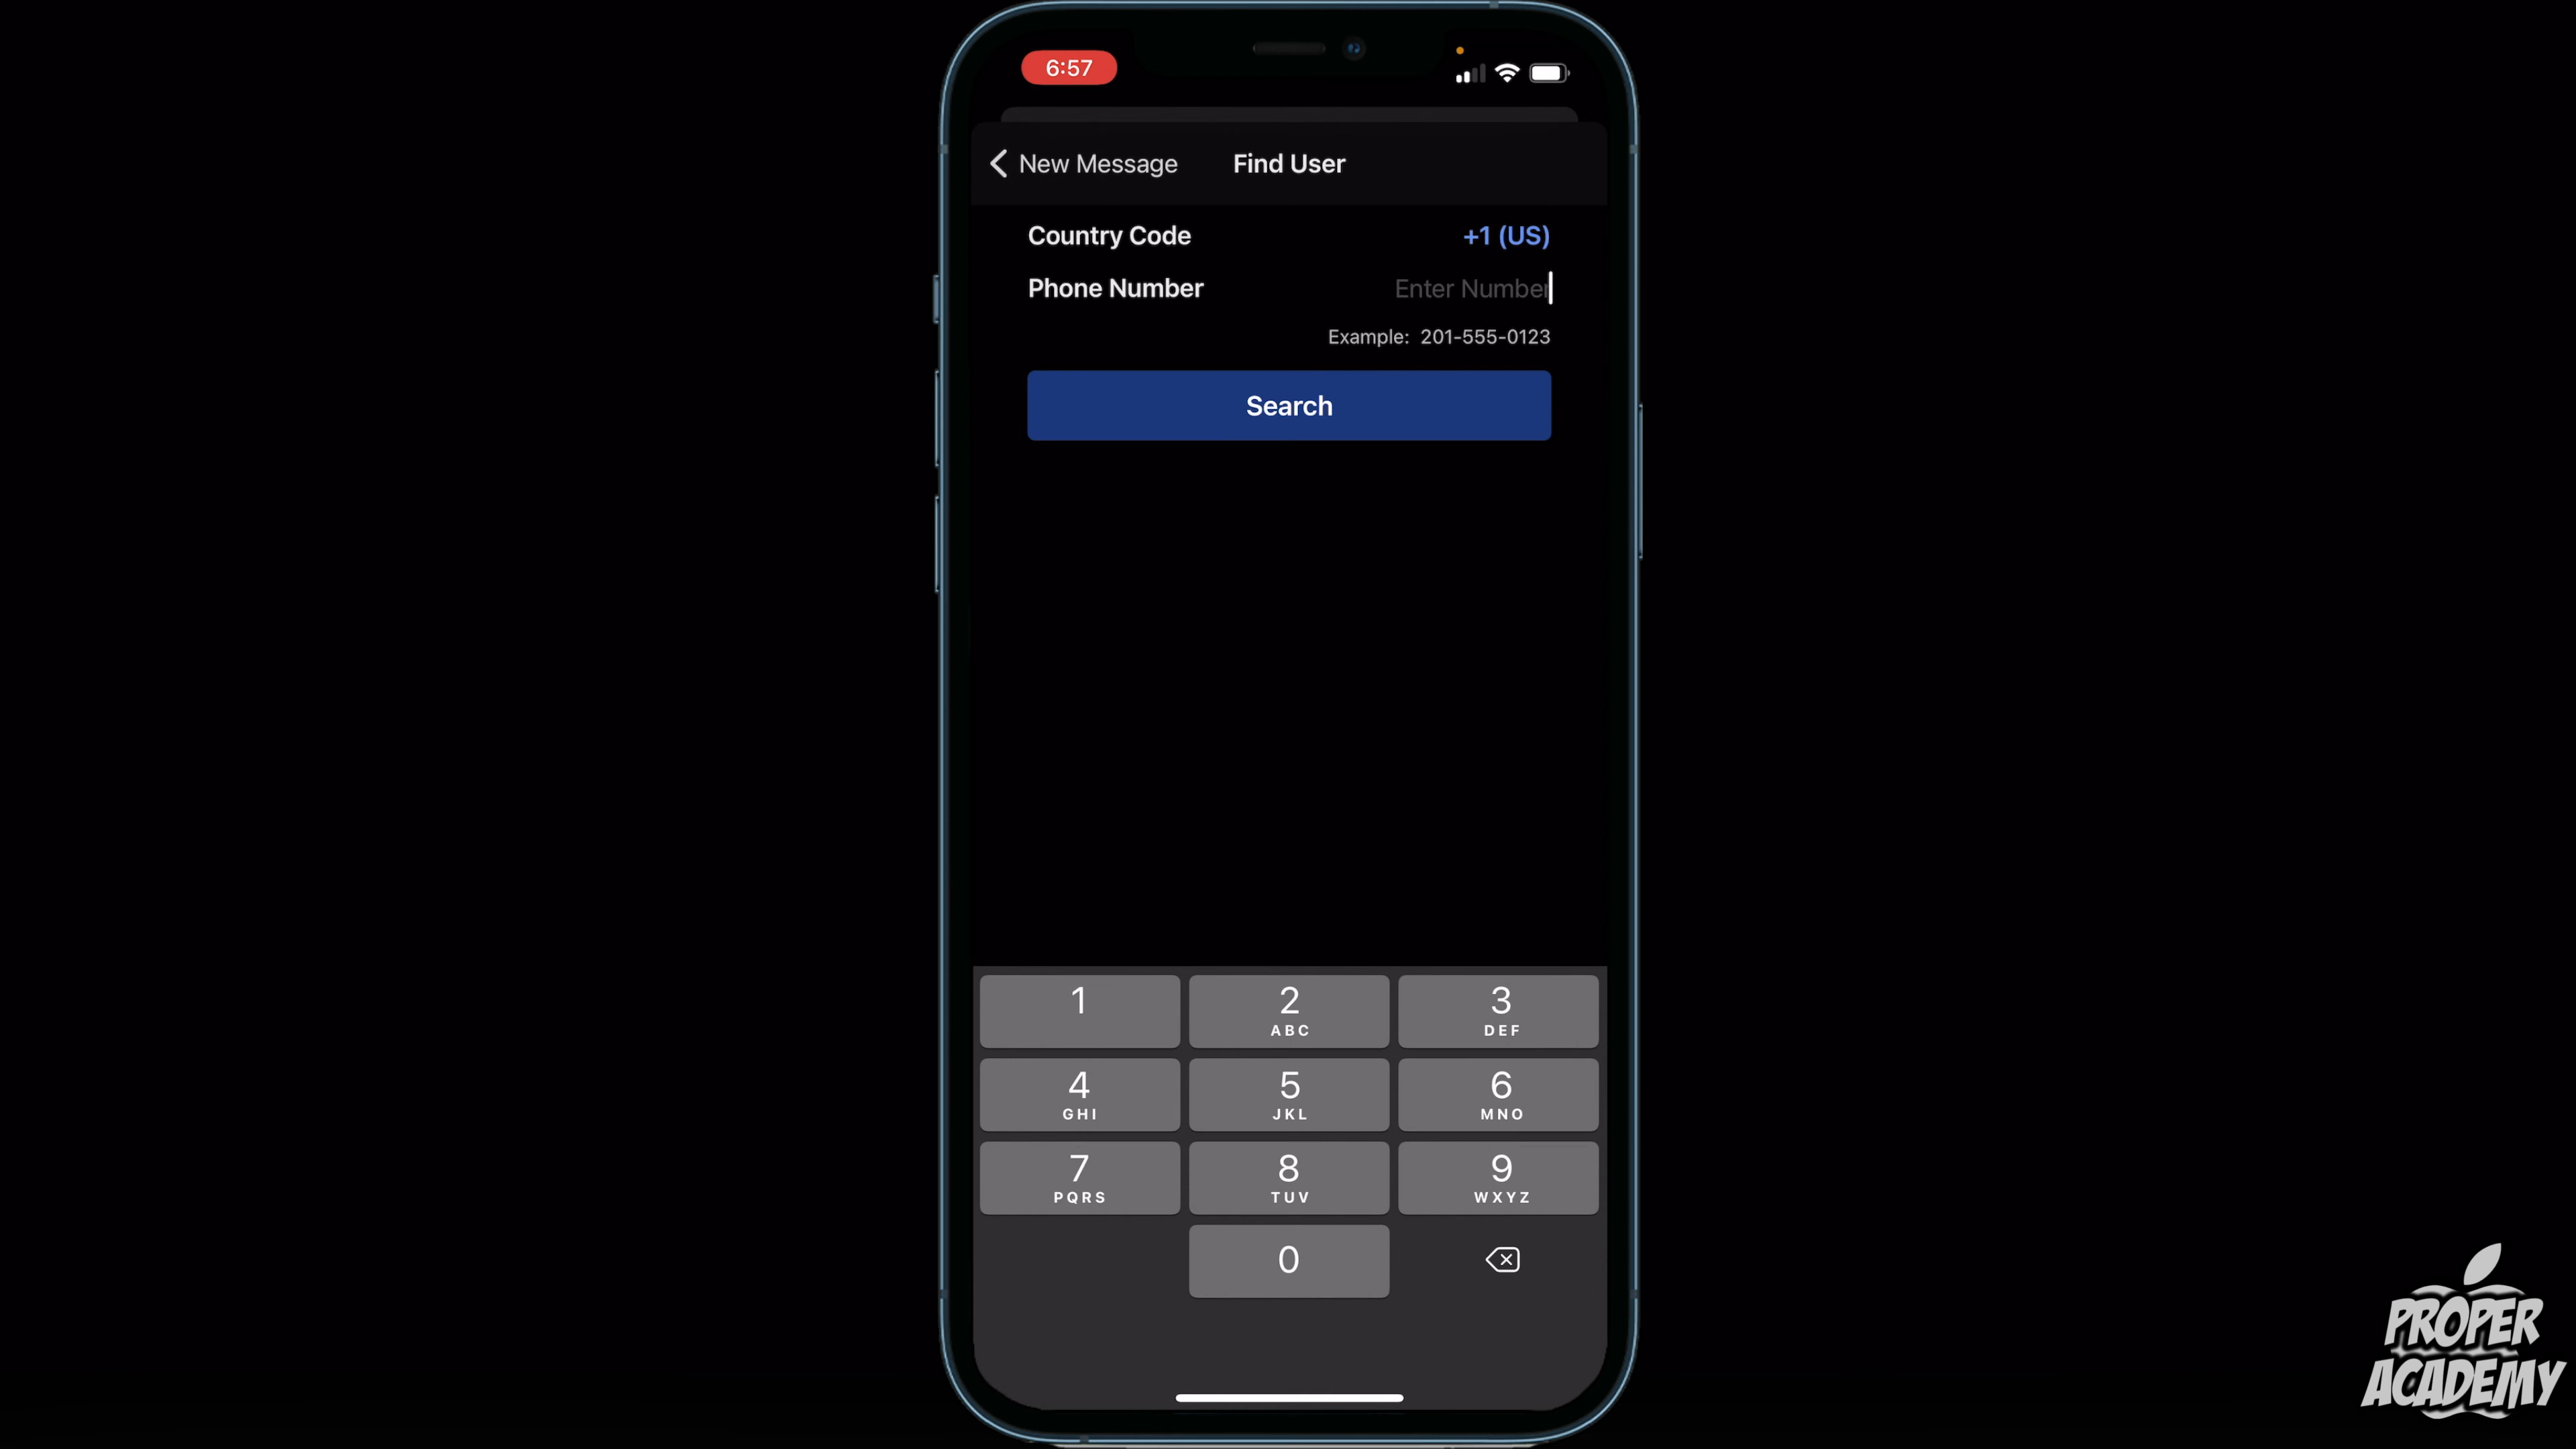 6:57
New Message Find User
Country Code +1 (US)
Phone Number Enter Number
Example: 201-555-0123
Search
1 2 3
ABC DEF
4 5 6
GHI JKL MNO
7 8 9
PQRS TUV WXYZ
0
PROPER
ACADEMY